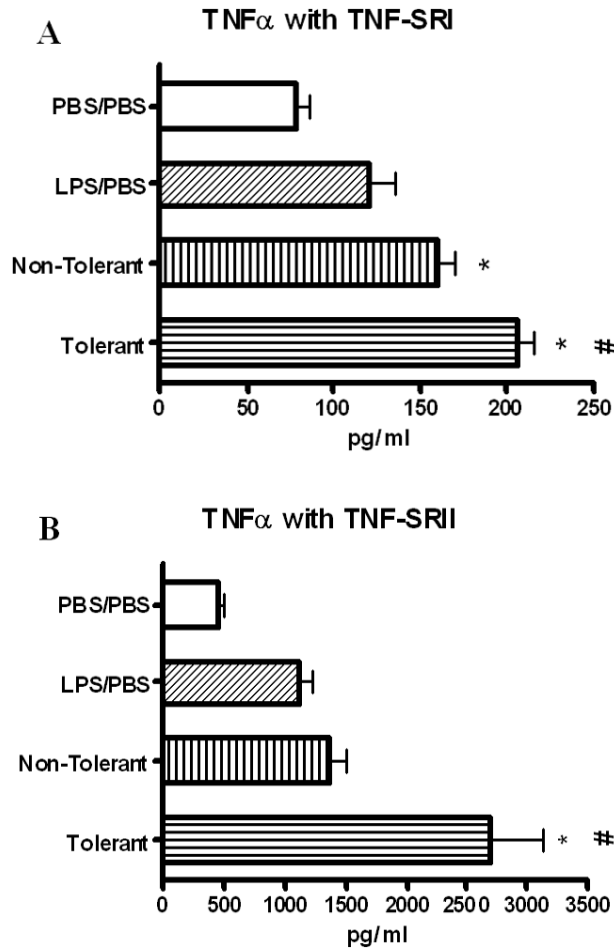 A
TNFα with TNF-SRI
PBS/PBS
LPS/PBS
Non-Tolerant
*
Tolerant
* #
0 50 100 150 200 250
pg/ml
B
TNFα with TNF-SRII
PBS/PBS
LPS/PBS
Non-Tolerant
Tolerant
* #
0 500 1000 1500 2000 2500 3000 3500
pg/ml